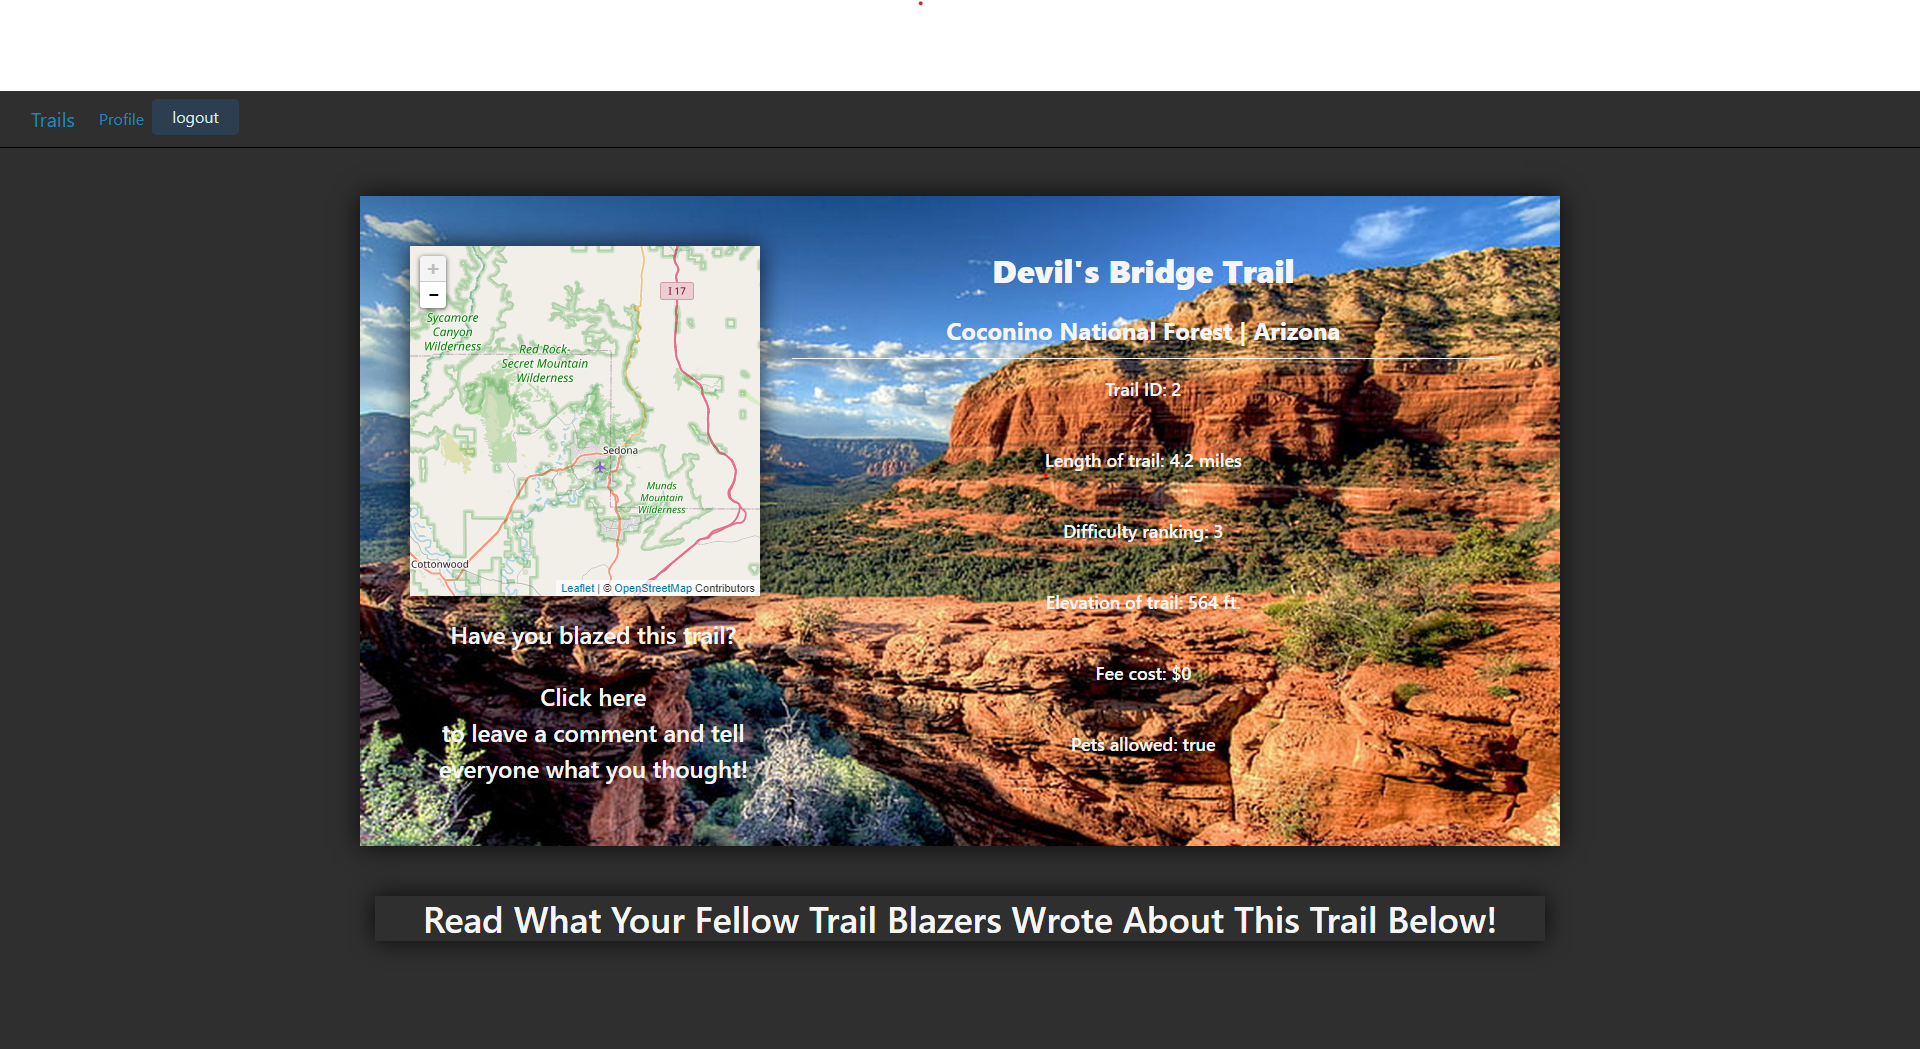 Trails Profile logout
+
-
I 17
Sycamore
Canyon
Wilderness
Red Rock-
Secret Mountain
Wilderness
Sedona
Munds
Mountain
Wilderness
Cottonwood
Leaflet | © OpenStreetMap Contributors
Have you blazed this trail?
Click here
to leave a comment and tell
everyone what you thought!
Devil's Bridge Trail
Coconino National Forest | Arizona
Trail ID: 2
Length of trail: 4.2 miles
Difficulty ranking: 3
Elevation of trail: 564 ft.
Fee cost: $0
Pets allowed: true
Read What Your Fellow Trail Blazers Wrote About This Trail Below!